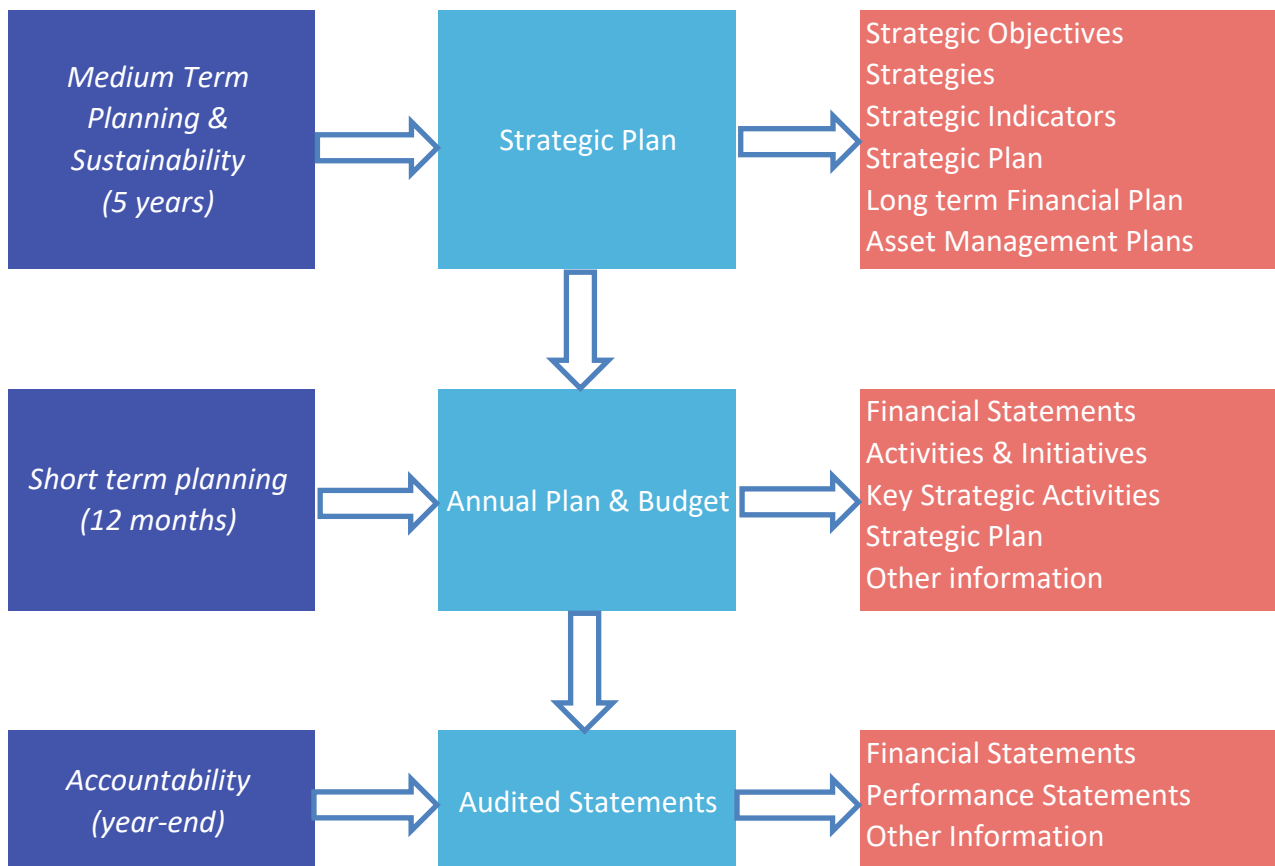 Medium Term
Planning &
Sustainability
(5 years)
Strategic Plan
Strategic Objectives
Strategies
Strategic Indicators
Strategic Plan
Long term Financial Plan
Asset Management Plans
Short term planning
(12 months)
Annual Plan & Budget
Financial Statements
Activities & Initiatives
Key Strategic Activities
Strategic Plan
Other information
Accountability
(year-end)
Audited Statements
Financial Statements
Performance Statements
Other Information